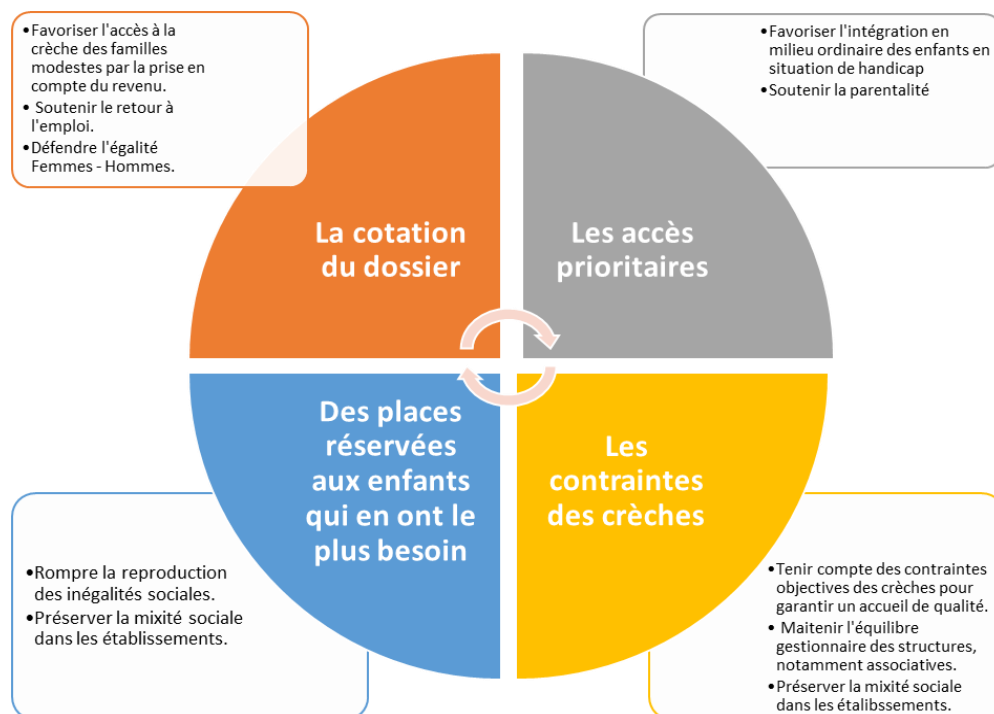 •Favoriser l'accès à la
crèche des familles
modestes par la prise en
compte du revenu.
• Soutenir le retour à
l'emploi.
•Défendre l'égalité
Femmes - Hommes.
•Favoriser l'intégration en
milieu ordinaire des enfants en
situation de handicap
•Soutenir la parentalité
La cotation
du dossier
Les accès
prioritaires
Des places
réservées
aux enfants
qui en ont le
plus besoin
Les
contraintes
des crèches
•Rompre la reproduction
des inégalités sociales.
•Préserver la mixité sociale
dans les établissements.
•Tenir compte des contraintes
objectives des crèches pour
garantir un accueil de qualité.
• Maitenir l'équilibre
gestionnaire des structures,
notamment associatives.
•Préserver la mixité sociale
dans les étalibssements.